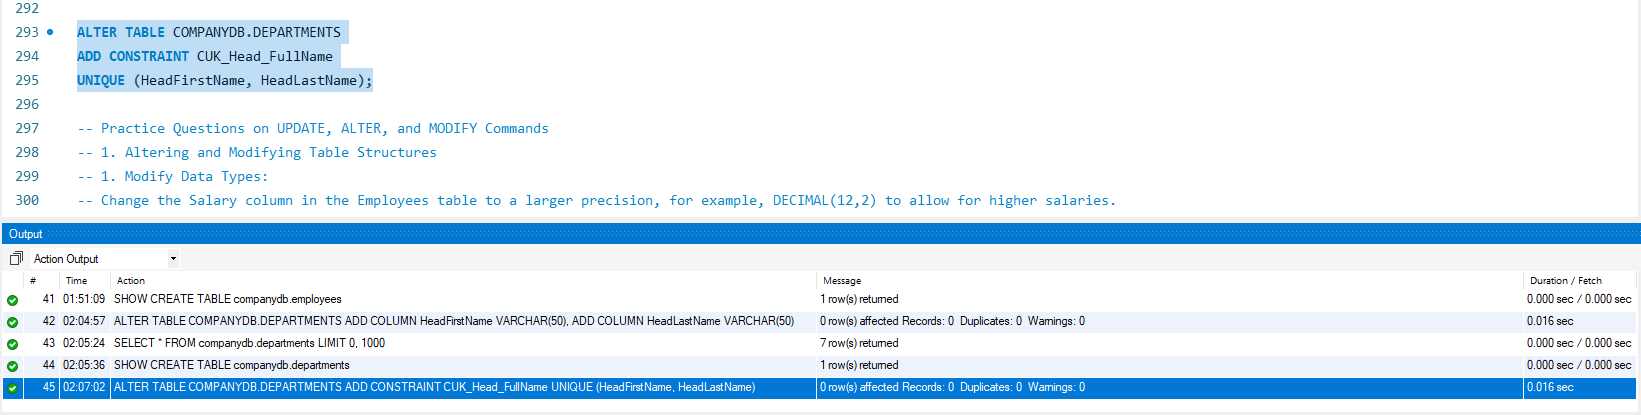 292
293 ALTER TABLE COMPANYDB.DEPARTMENTS
294 ADD CONSTRAINT CUK_Head_FullName
295 UNIQUE (HeadFirstName, HeadLastName);
296
297 -- Practice Questions on UPDATE, ALTER, and MODIFY Commands
298 -- 1. Altering and Modifying Table Structures
299 -- 1. Modify Data Types:
300 -- Change the Salary column in the Employees table to a larger precision, for example, DECIMAL(12,2) to allow for higher salaries.
Output
Action Output
# Time Action Message Duration / Fetch
41 01:51:09 SHOW CREATE TABLE companydb.employees 1 row(s) returned 0.000 sec / 0.000 sec
42 02:04:57 ALTER TABLE COMPANYDB.DEPARTMENTS ADD COLUMN HeadFirstName VARCHAR(50), ADD COLUMN HeadLastName VARCHAR(50) 0 row(s) affected Records: 0 Duplicates: 0 Warnings: 0 0.016 sec
43 02:05:24 SELECT * FROM companydb.departments LIMIT 0, 1000 7 row(s) returned 0.000 sec / 0.000 sec
44 02:05:36 SHOW CREATE TABLE companydb.departments 1 row(s) returned 0.000 sec / 0.000 sec
45 02:07:02 ALTER TABLE COMPANYDB.DEPARTMENTS ADD CONSTRAINT CUK_Head_FullName UNIQUE (HeadFirstName, HeadLastName) 0 row(s) affected Records: 0 Duplicates: 0 Warnings: 0 0.016 sec